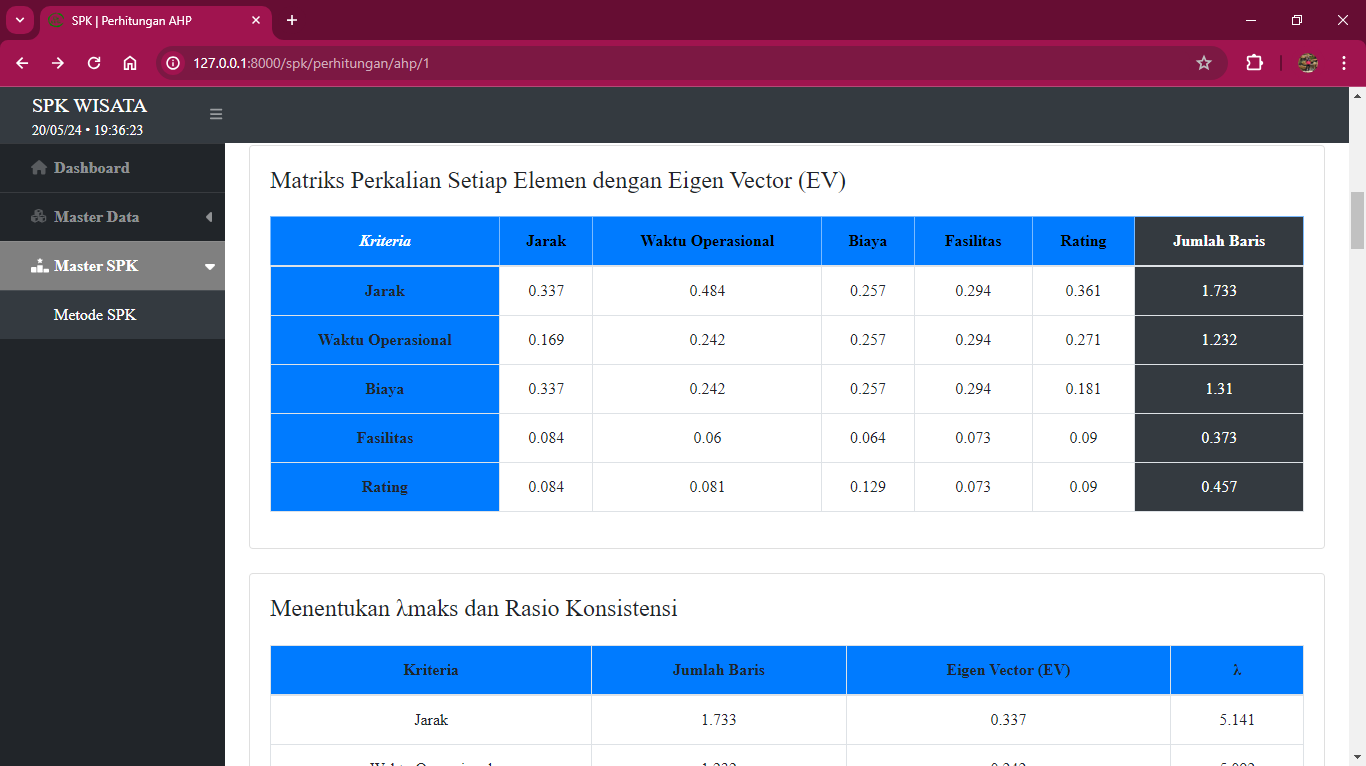 SPK | Perhitungan AHP
127.0.0.1:8000/spk/perhitungan/ahp/1
SPK WISATA
20/05/24 • 19:36:23
Dashboard
Master Data
Master SPK
Metode SPK
Matriks Perkalian Setiap Elemen dengan Eigen Vector (EV)
Kriteria Jarak Waktu Operasional Biaya Fasilitas Rating Jumlah Baris
Jarak 0.337 0.484 0.257 0.294 0.361 1.733
Waktu Operasional 0.169 0.242 0.257 0.294 0.271 1.232
Biaya 0.337 0.242 0.257 0.294 0.181 1.31
Fasilitas 0.084 0.06 0.064 0.073 0.09 0.373
Rating 0.084 0.081 0.129 0.073 0.09 0.457
Menentukan λmaks dan Rasio Konsistensi
Kriteria Jumlah Baris Eigen Vector (EV) λ
Jarak 1.733 0.337 5.141